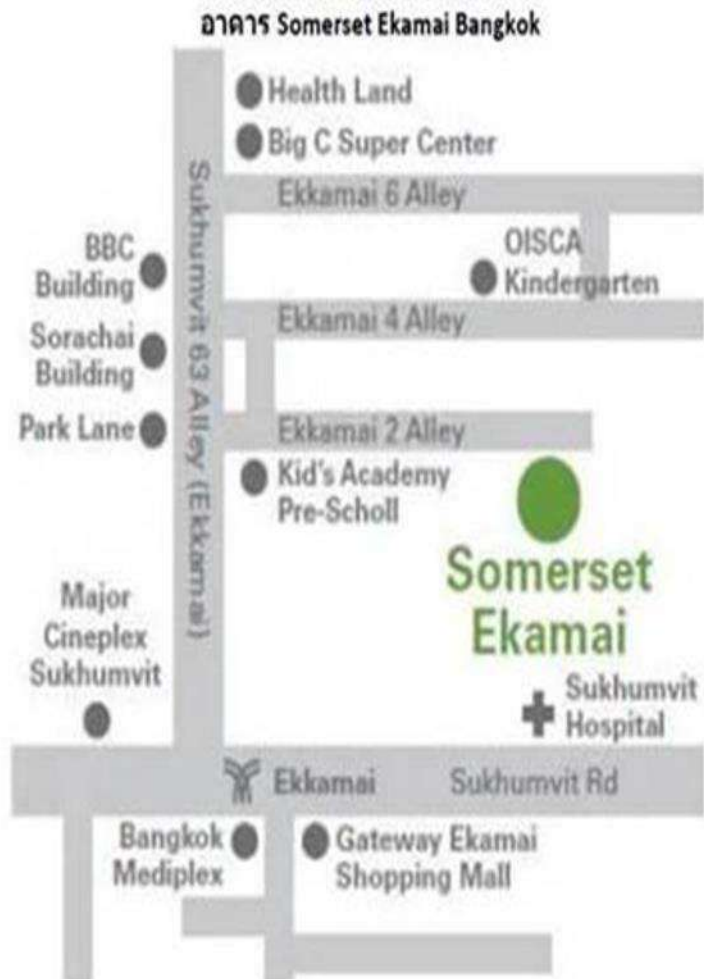 อาคาร Somerset Ekamai Bangkok
Health Land
Big C Super Center
Ekkamai 6 Alley
Sukhumvit 63 Alley (Ekkamai)
BBC
Building
OISCA
Kindergarten
Ekkamai 4 Alley
Sorachai
Building
Park Lane
Ekkamai 2 Alley
Kid's Academy
Pre-Scholl
Somerset
Ekamai
Major
Cineplex
Sukhumvit
Sukhumvit
Hospital
Ekkamai
Sukhumvit Rd
Bangkok
Mediplex
Gateway Ekamai
Shopping Mall